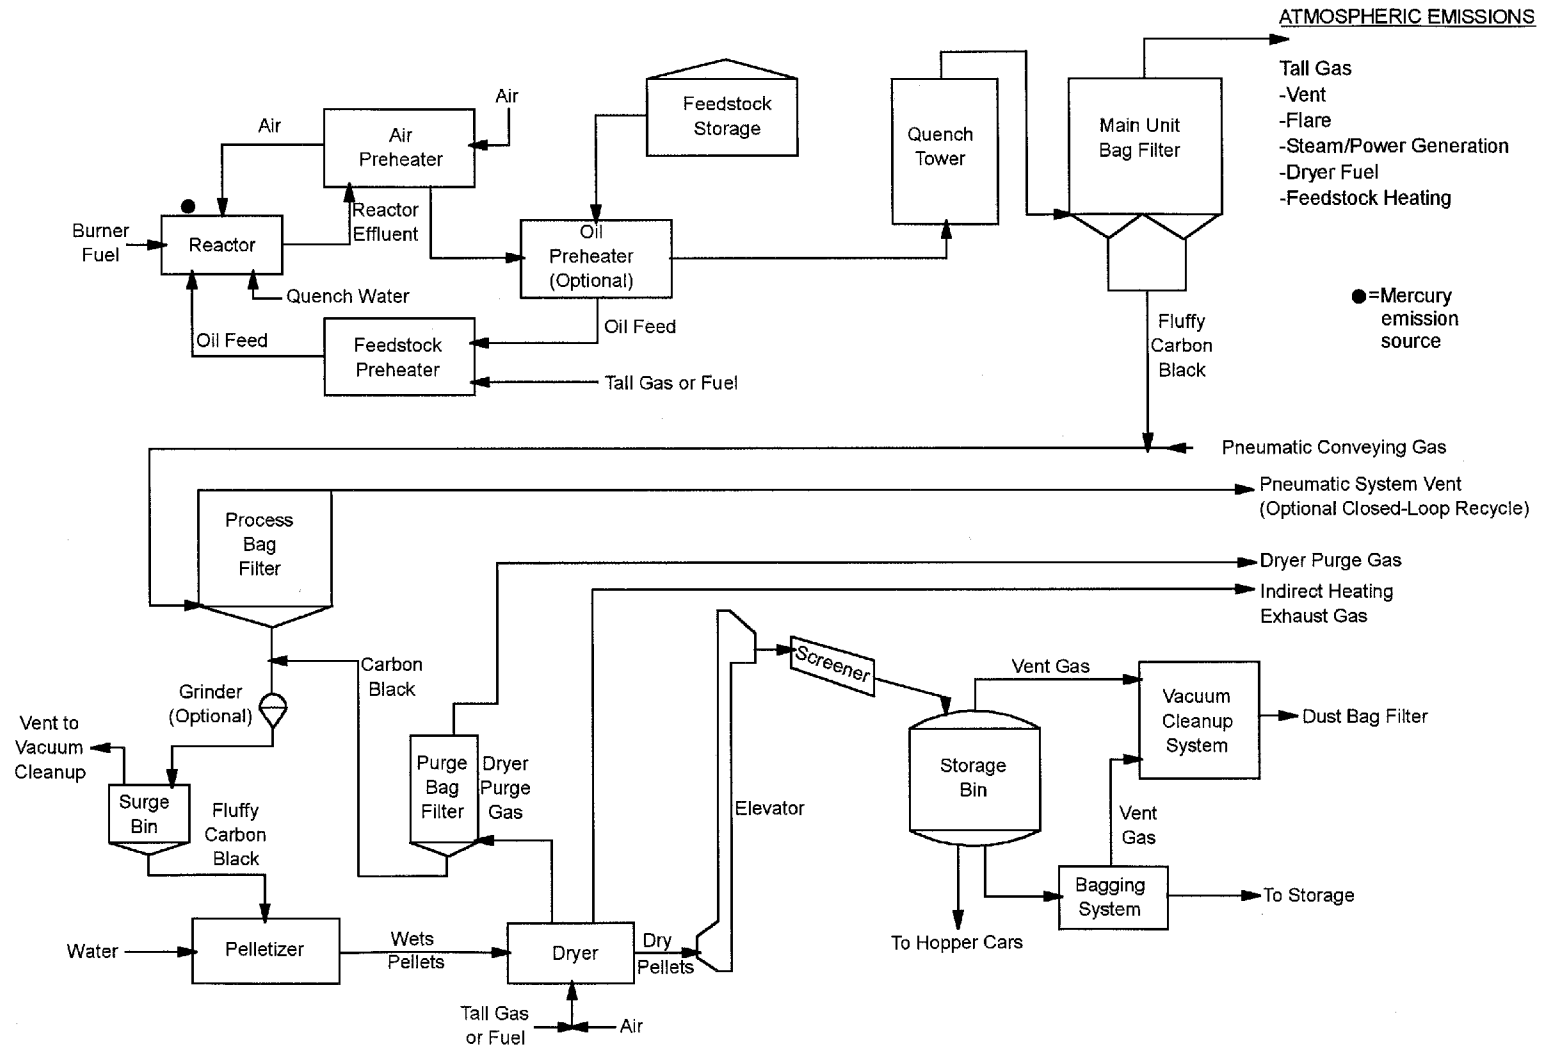 ATMOSPHERIC EMISSIONS
Tall Gas
-Vent
-Flare
-Steam/Power Generation
-Dryer Fuel
-Feedstock Heating
Air
Air
Air
Preheater
Feedstock
Storage
Quench
Tower
Main Unit
Bag Filter
Burner
Fuel
Reactor
Reactor
Effluent
Oil
Preheater
(Optional)
Quench Water
Oil Feed
Oil Feed
Feedstock
Preheater
Tall Gas or Fuel
Fluffy
Carbon
Black
=Mercury
emission
source
Pneumatic Conveying Gas
Pneumatic System Vent
(Optional Closed-Loop Recycle)
Process
Bag
Filter
Dryer Purge Gas
Indirect Heating
Exhaust Gas
Carbon
Black
Grinder
(Optional)
Screener
Vent Gas
Vacuum
Cleanup
System
Dust Bag Filter
Vent to
Vacuum
Cleanup
Surge
Bin
Fluffy
Carbon
Black
Purge
Bag
Filter
Dryer
Purge
Gas
Elevator
Storage
Bin
Vent
Gas
Bagging
System
To Storage
To Hopper Cars
Water
Pelletizer
Wets
Pellets
Dryer
Dry
Pellets
Tall Gas
or Fuel
Air